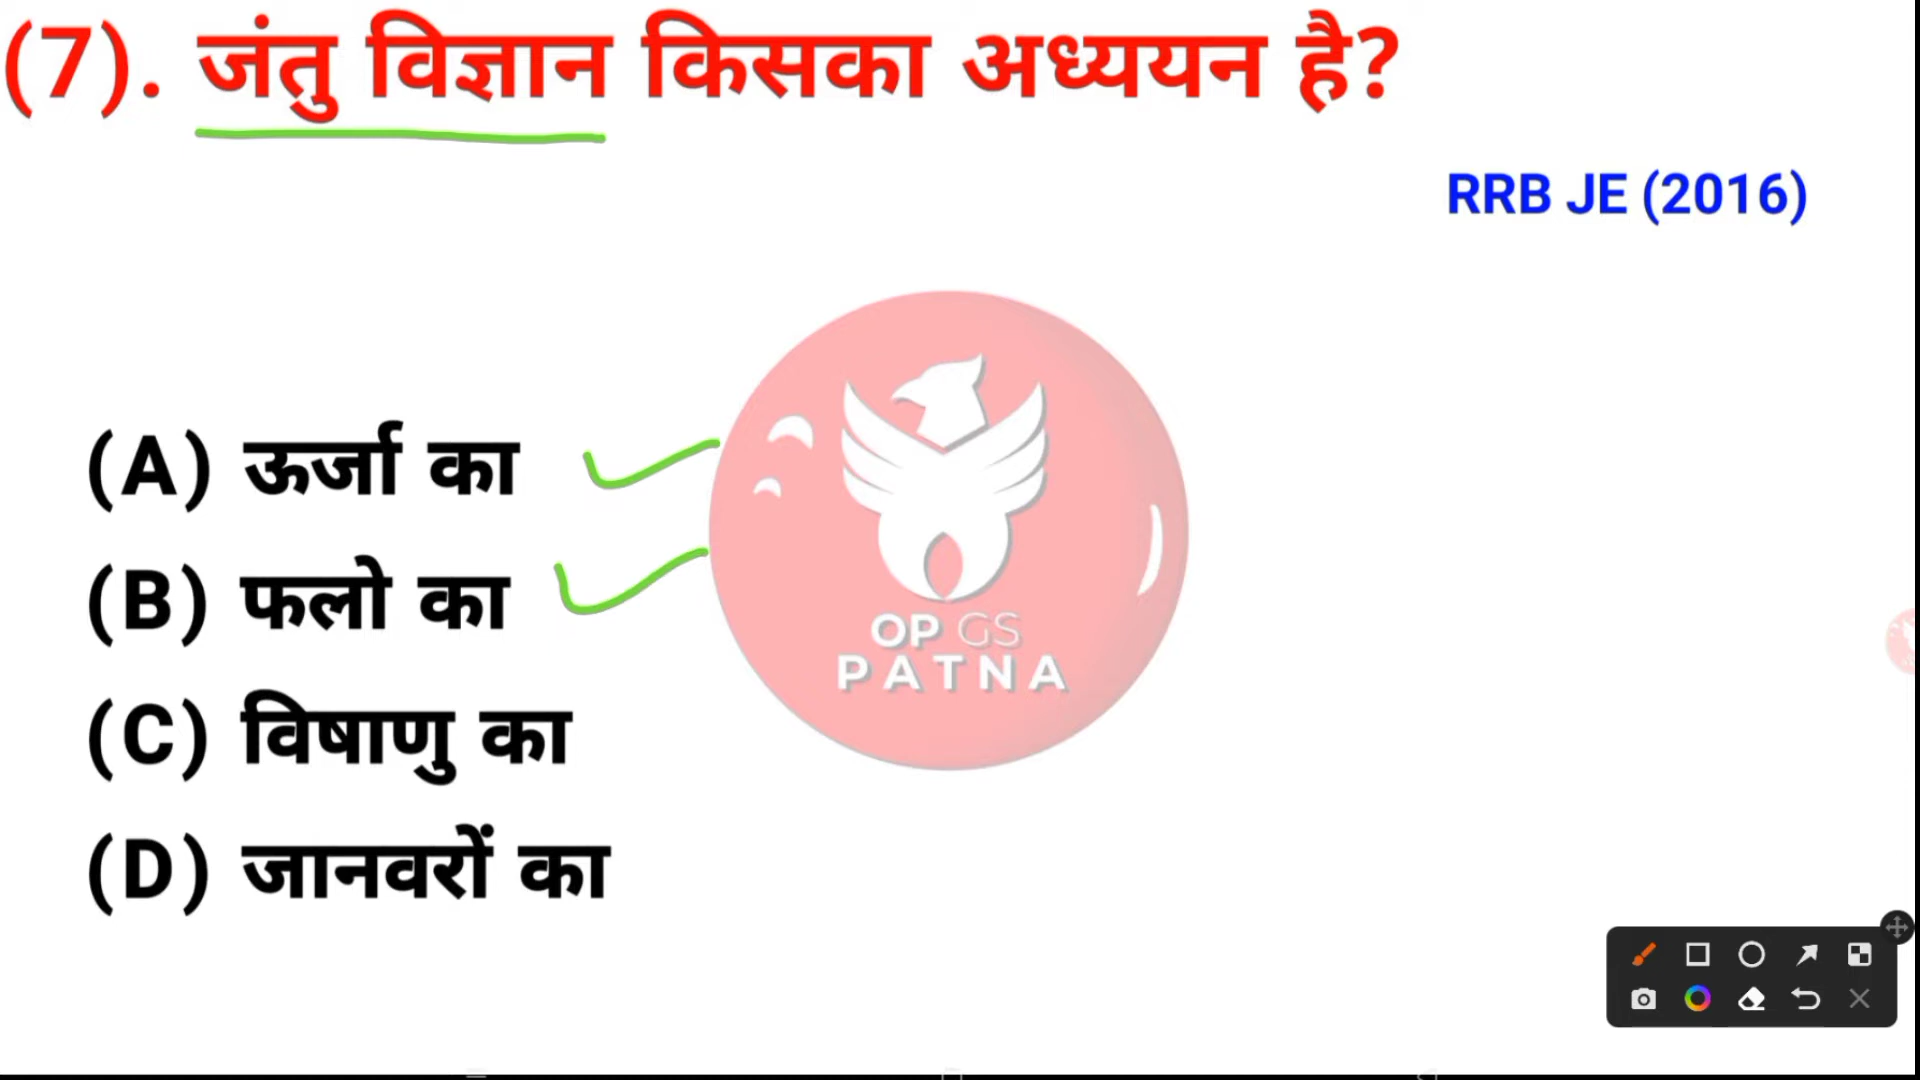 (7). जंतु विज्ञान किसका अध्ययन है?
RRB JE (2016)
(A) ऊर्जा का
(B) फलो का
(C) विषाणु का
(D) जानवरों का
OP GS
PATNA